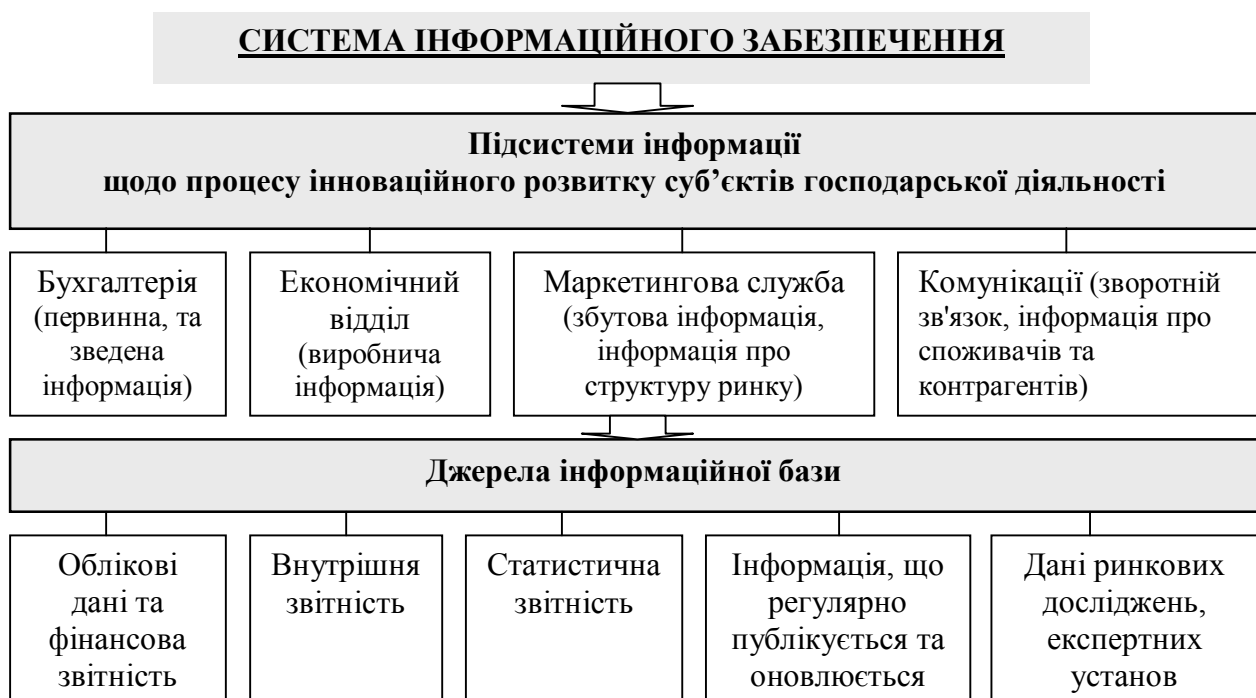 СИСТЕМА ІНФОРМАЦІЙНОГО ЗАБЕЗПЕЧЕННЯ
Підсистеми інформації
щодо процесу інноваційного розвитку суб’єктів господарської діяльності
Бухгалтерія
(первинна, та
зведена
інформація)
Економічний
відділ
(виробнича
інформація)
Маркетингова служба
(збутова інформація,
інформація про
структуру ринку)
Комунікації (зворотній
зв'язок, інформація про
споживачів та
контрагентів)
Джерела інформаційної бази
Облікові
дані та
фінансова
звітність
Внутрішня
звітність
Статистична
звітність
Інформація, що
регулярно
публікується та
оновлюється
Дані ринкових
досліджень,
експертних
установ